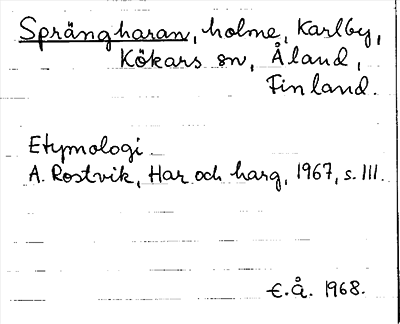 Sprängharan, holme, Karlby,
Kökars sn, Åland,
Finland.
Etymologi
A. Rostvik, Har och harg, 1967, s. 111.
E.Å. 1968.